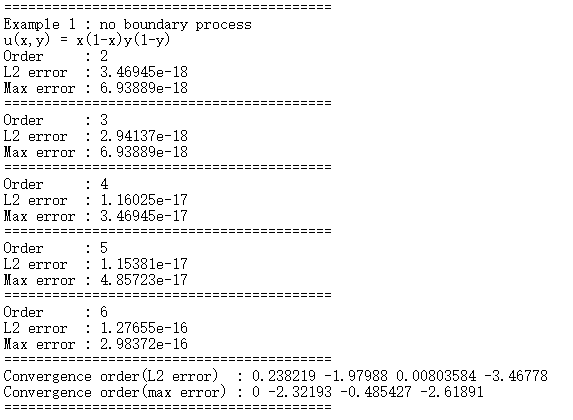 =========================================
Example 1 : no boundary process
u(x,y) = x(1-x)y(1-y)
Order     : 2
L2 error  : 3.46945e-18
Max error : 6.93889e-18
=========================================
Order     : 3
L2 error  : 2.94137e-18
Max error : 6.93889e-18
=========================================
Order     : 4
L2 error  : 1.16025e-17
Max error : 3.46945e-17
=========================================
Order     : 5
L2 error  : 1.15381e-17
Max error : 4.85723e-17
=========================================
Order     : 6
L2 error  : 1.27655e-16
Max error : 2.98372e-16
=========================================
Convergence order(L2 error)  : 0.238219 -1.97988 0.00803584 -3.46778
Convergence order(max error) : 0 -2.32193 -0.485427 -2.61891
=========================================